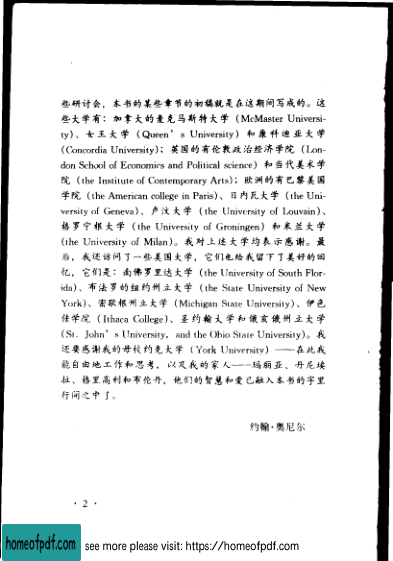 些研讨会，本书的某些章节的初稿就是在这期间写成的。这
些大学有：加拿大的麦克马斯特大学（McMaster Universi-
ty）、女王大学（Queen's University）和康科迪亚大学
(Concordia University)；英国的有伦敦政治经济学院（Lon-
don School of Economics and Political science）和当代美术学
院（the Institute of Contemporary Arts)；欧洲的有巴黎美国
学院（the American college in Paris）、日内瓦大学（the Uni-
versity of Geneva）、卢汶大学（the University of Louvain）、
格罗宁根大学（the University of Groningen）和米兰大学
(the University of Milan)。我对上述大学均表示感谢。最
后，我还访问了一些美国大学，它们也给我留下了美好的回
忆，它们是：南佛罗里达大学（the University of South Flor-
ida）、布法罗的纽约州立大学（the State University of New
York）、密歇根州立大学（Michigan State University）、伊色
佳学院（Ithaca College）、圣约翰大学和俄亥俄州立大学
(St. John's University, and the Ohio State University)。我
还要感谢我的母校约克大学（York University）——在此我
能自由地工作和思考，以及我的家人——玛丽亚、丹尼埃
拉、格里高利和布伦丹，他们的智慧和爱已融入本书的字里
行间之中了。
约翰·奥尼尔
· 2 ·
homeofpdf.com
see more please visit: https://homeofpdf.com